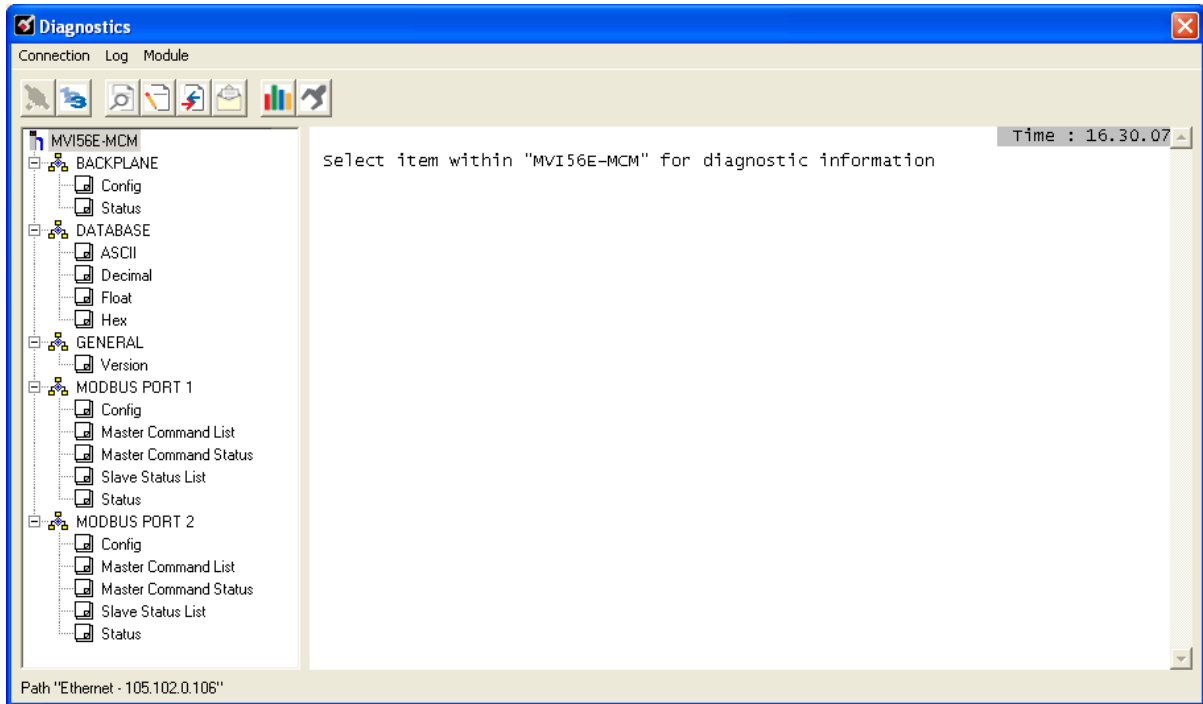 Diagnostics
Connection Log Module
MVI56E-MCM
BACKPLANE
Config
Status
DATABASE
ASCII
Decimal
Float
Hex
GENERAL
Version
MODBUS PORT 1
Config
Master Command List
Master Command Status
Slave Status List
Status
MODBUS PORT 2
Config
Master Command List
Master Command Status
Slave Status List
Status
Time : 16.30.07
Select item within "MVI56E-MCM" for diagnostic information
Path "Ethernet - 105.102.0.106"